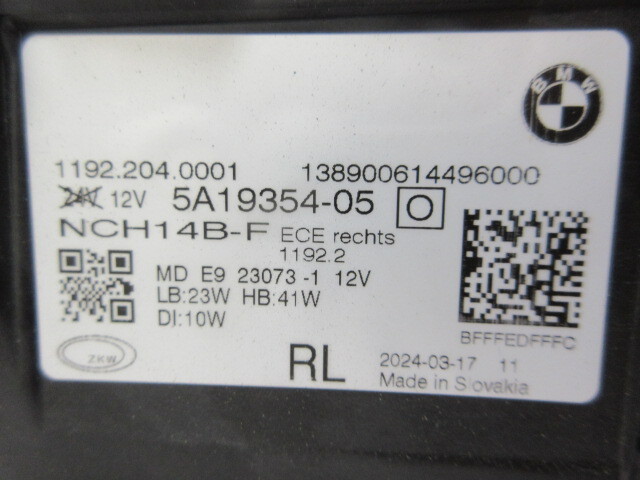 BMW
1192.204.0001 138900614496000
24V 12V 5A19354-05 O
NCH14B-F ECE rechts
1192.2
MD E9 23073 -1 12V
LB:23W HB:41W
DI:10W
BFFFEDFFFC
ZKW RL 2024-03-17 11
Made in Slovakia